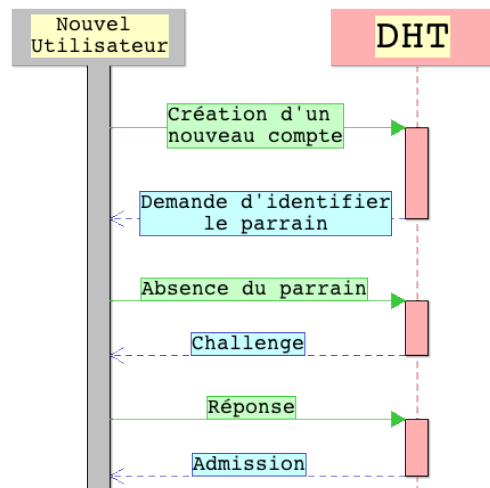 Nouvel
Utilisateur
DHT
Création d'un
nouveau compte
Demande d'identifier
le parrain
Absence du parrain
Challenge
Réponse
Admission